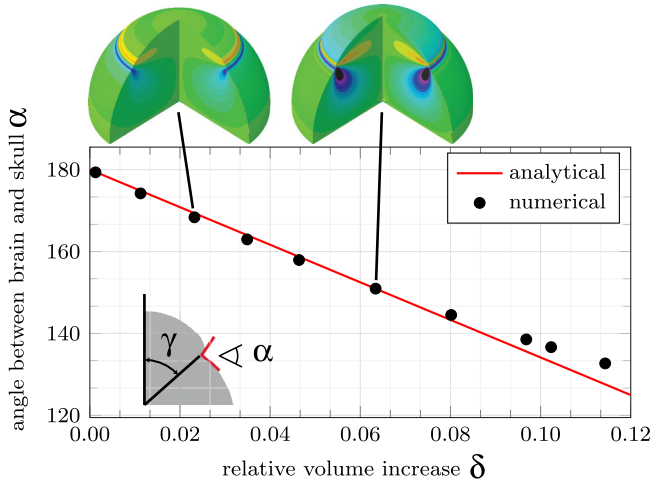 angle between brain and skull α
180
160
140
120
analytical
numerical
γ
∢ α
0.00
0.02
0.04
0.06
0.08
0.10
0.12
relative volume increase δ